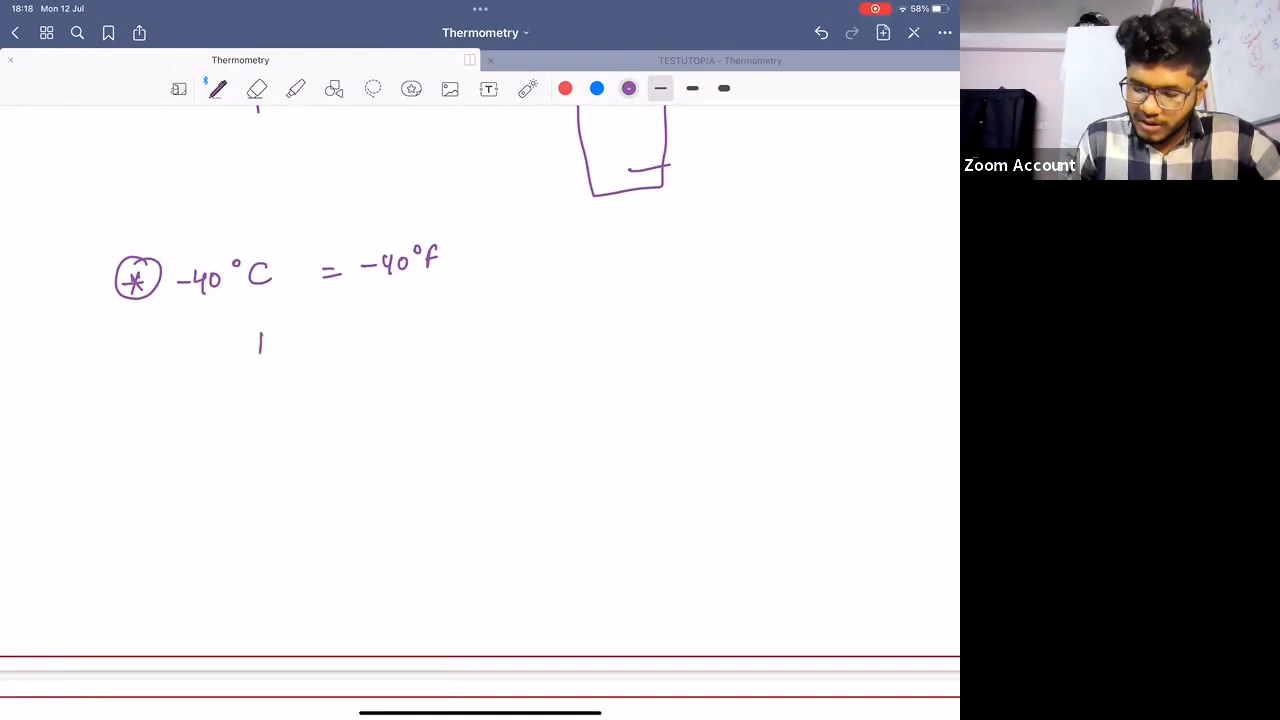 18:18 Mon 12 Jul
58%
Thermometry
Thermometry
TESTUTOPIA - Thermometry
T
Zoom Account
* -40°C = -40°F